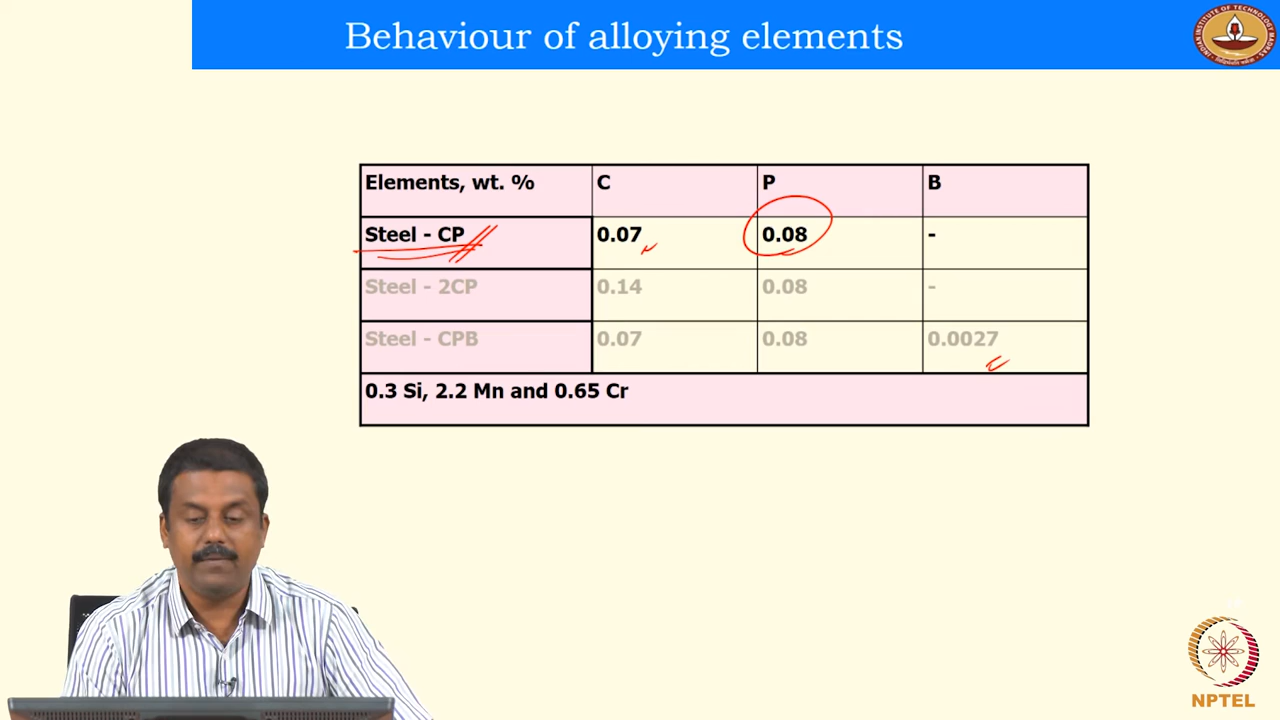 Behaviour of alloying elements
Elements, wt. % C P B
Steel - CP 0.07 0.08 -
Steel - 2CP 0.14 0.08 -
Steel - CPB 0.07 0.08 0.0027
0.3 Si, 2.2 Mn and 0.65 Cr
NPTEL